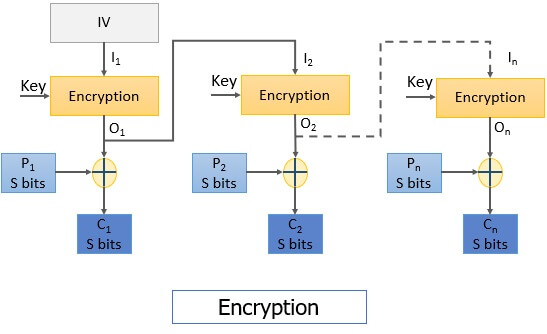 IV
I₁
I₂
Iₙ
Key
Encryption
Key
Encryption
Key
Encryption
O₁
O₂
Oₙ
P₁
S bits
P₂
S bits
Pₙ
S bits
C₁
S bits
C₂
S bits
Cₙ
S bits
Encryption